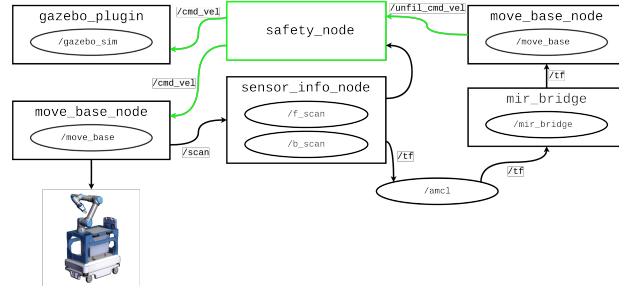 /cmd_vel
/unfil_cmd_vel
gazebo_plugin
safety_node
move_base_node
/gazebo_sim
/move_base
/cmd_vel
/tf
sensor_info_node
mir_bridge
move_base_node
/f_scan
/mir_bridge
/move_base
/b_scan
/scan
/tf
/tf
/amcl